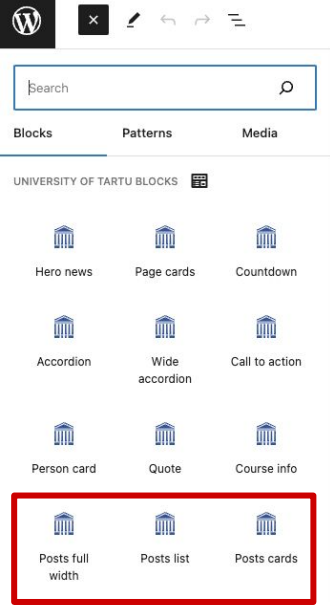 Search
Blocks Patterns Media
UNIVERSITY OF TARTU BLOCKS
Hero news Page cards Countdown
Accordion Wide accordion Call to action
Person card Quote Course info
Posts full width Posts list Posts cards